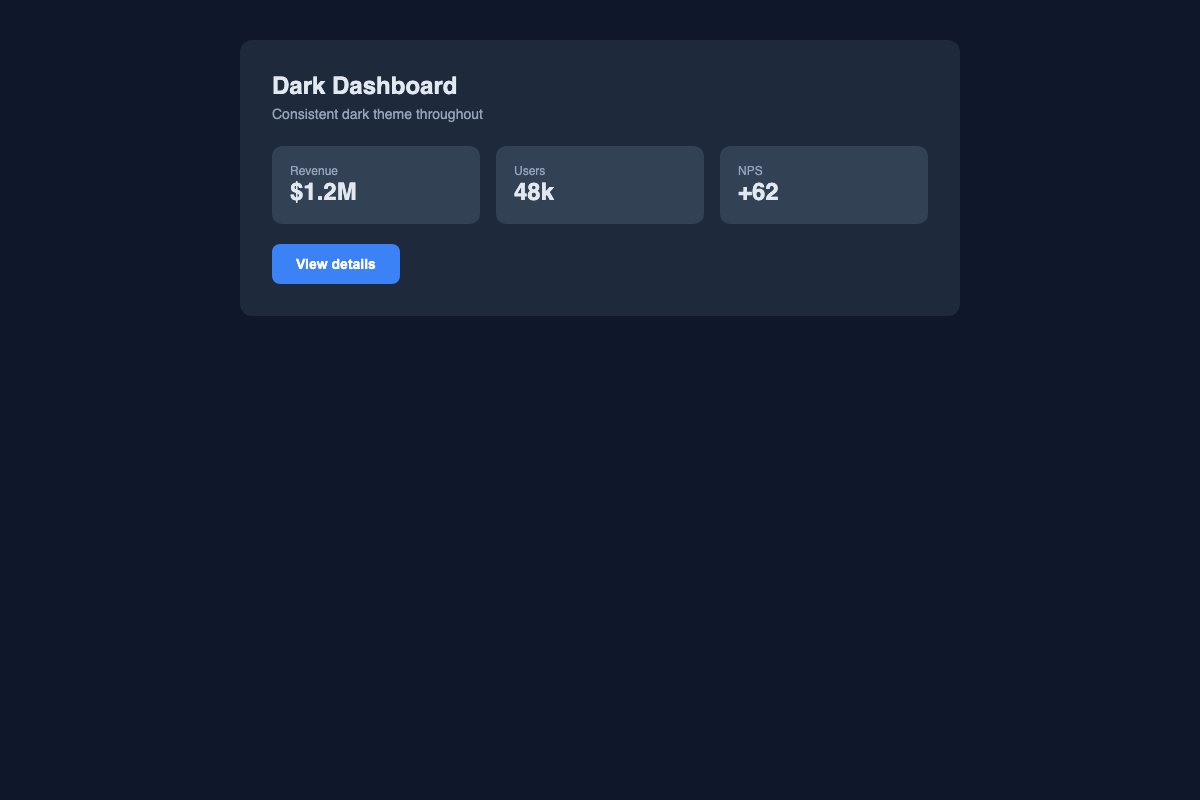 Dark Dashboard
Consistent dark theme throughout
Revenue
$1.2M
Users
48k
NPS
+62
View details